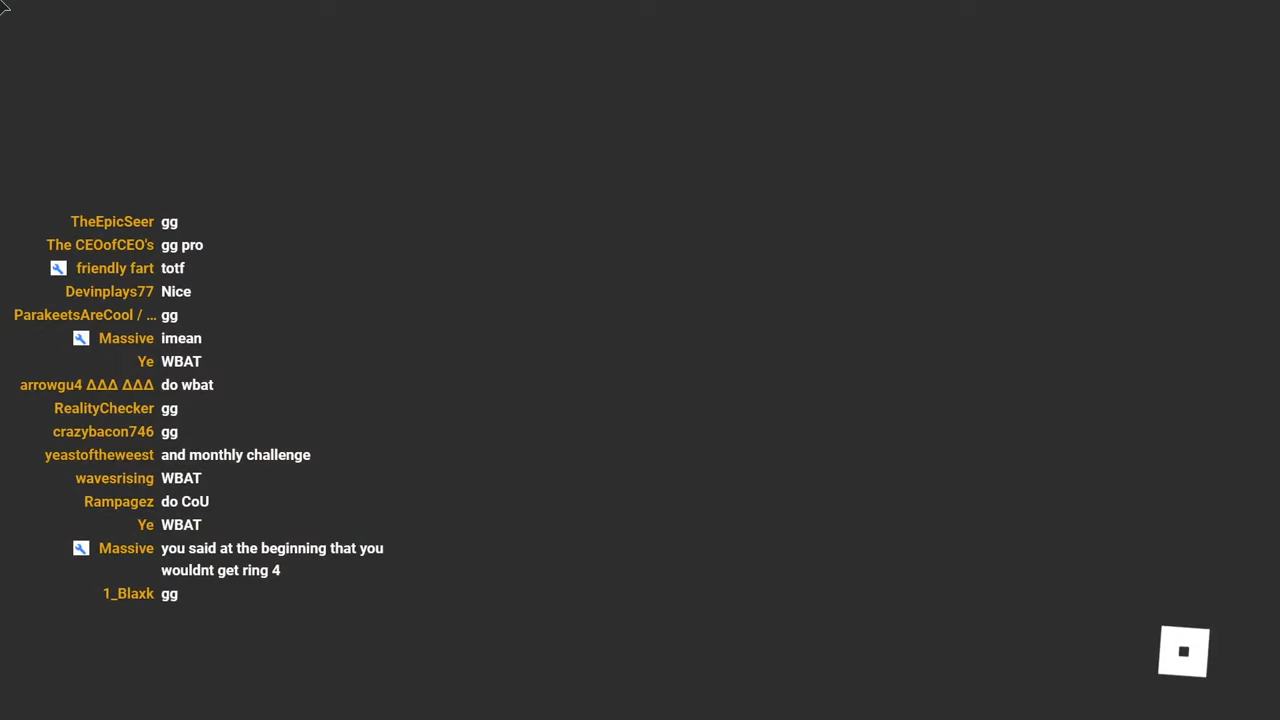 TheEpicSeer gg
The CEOofCEO's gg pro
friendly fart totf
Devinplays77 Nice
ParakeetsAreCool / ... gg
Massive imean
Ye WBAT
arrowgu4 ΔΔΔ ΔΔΔ do wbat
RealityChecker gg
crazybacon746 gg
yeastofthewest and monthly challenge
wavesrising WBAT
Rampagez do CoU
Ye WBAT
Massive you said at the beginning that you
wouldnt get ring 4
1_Blaxk gg